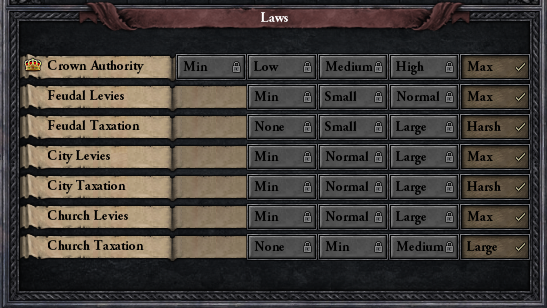 Laws
Crown Authority Min Low Medium High Max
Feudal Levies Min Small Normal Max
Feudal Taxation None Small Large Harsh
City Levies Min Normal Large Max
City Taxation Min Normal Large Harsh
Church Levies Min Normal Large Max
Church Taxation None Min Medium Large